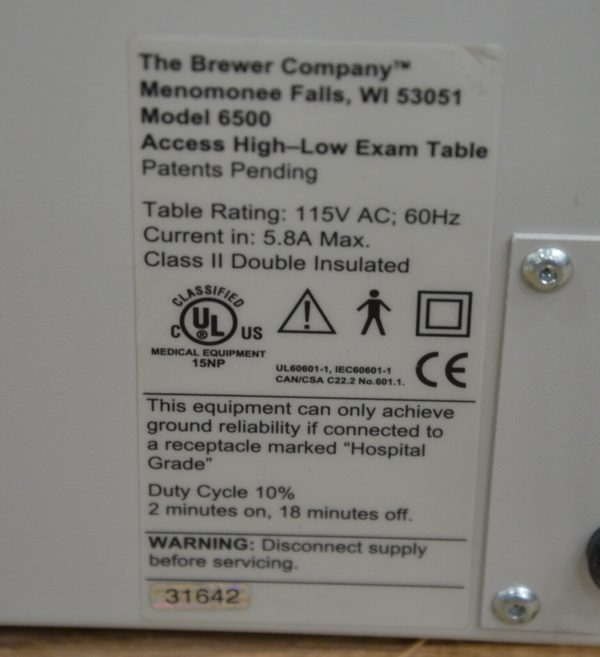 The Brewer Company™
Menomonee Falls, WI 53051
Model 6500
Access High–Low Exam Table
Patents Pending
Table Rating: 115V AC; 60Hz
Current in: 5.8A Max.
Class II Double Insulated
CLASSIFIED
C UL ® US
MEDICAL EQUIPMENT
15NP
UL60601-1, IEC60601-1
CAN/CSA C22.2 No.601.1.
CE
This equipment can only achieve
ground reliability if connected to
a receptacle marked "Hospital
Grade"
Duty Cycle 10%
2 minutes on, 18 minutes off.
WARNING: Disconnect supply
before servicing.
31642